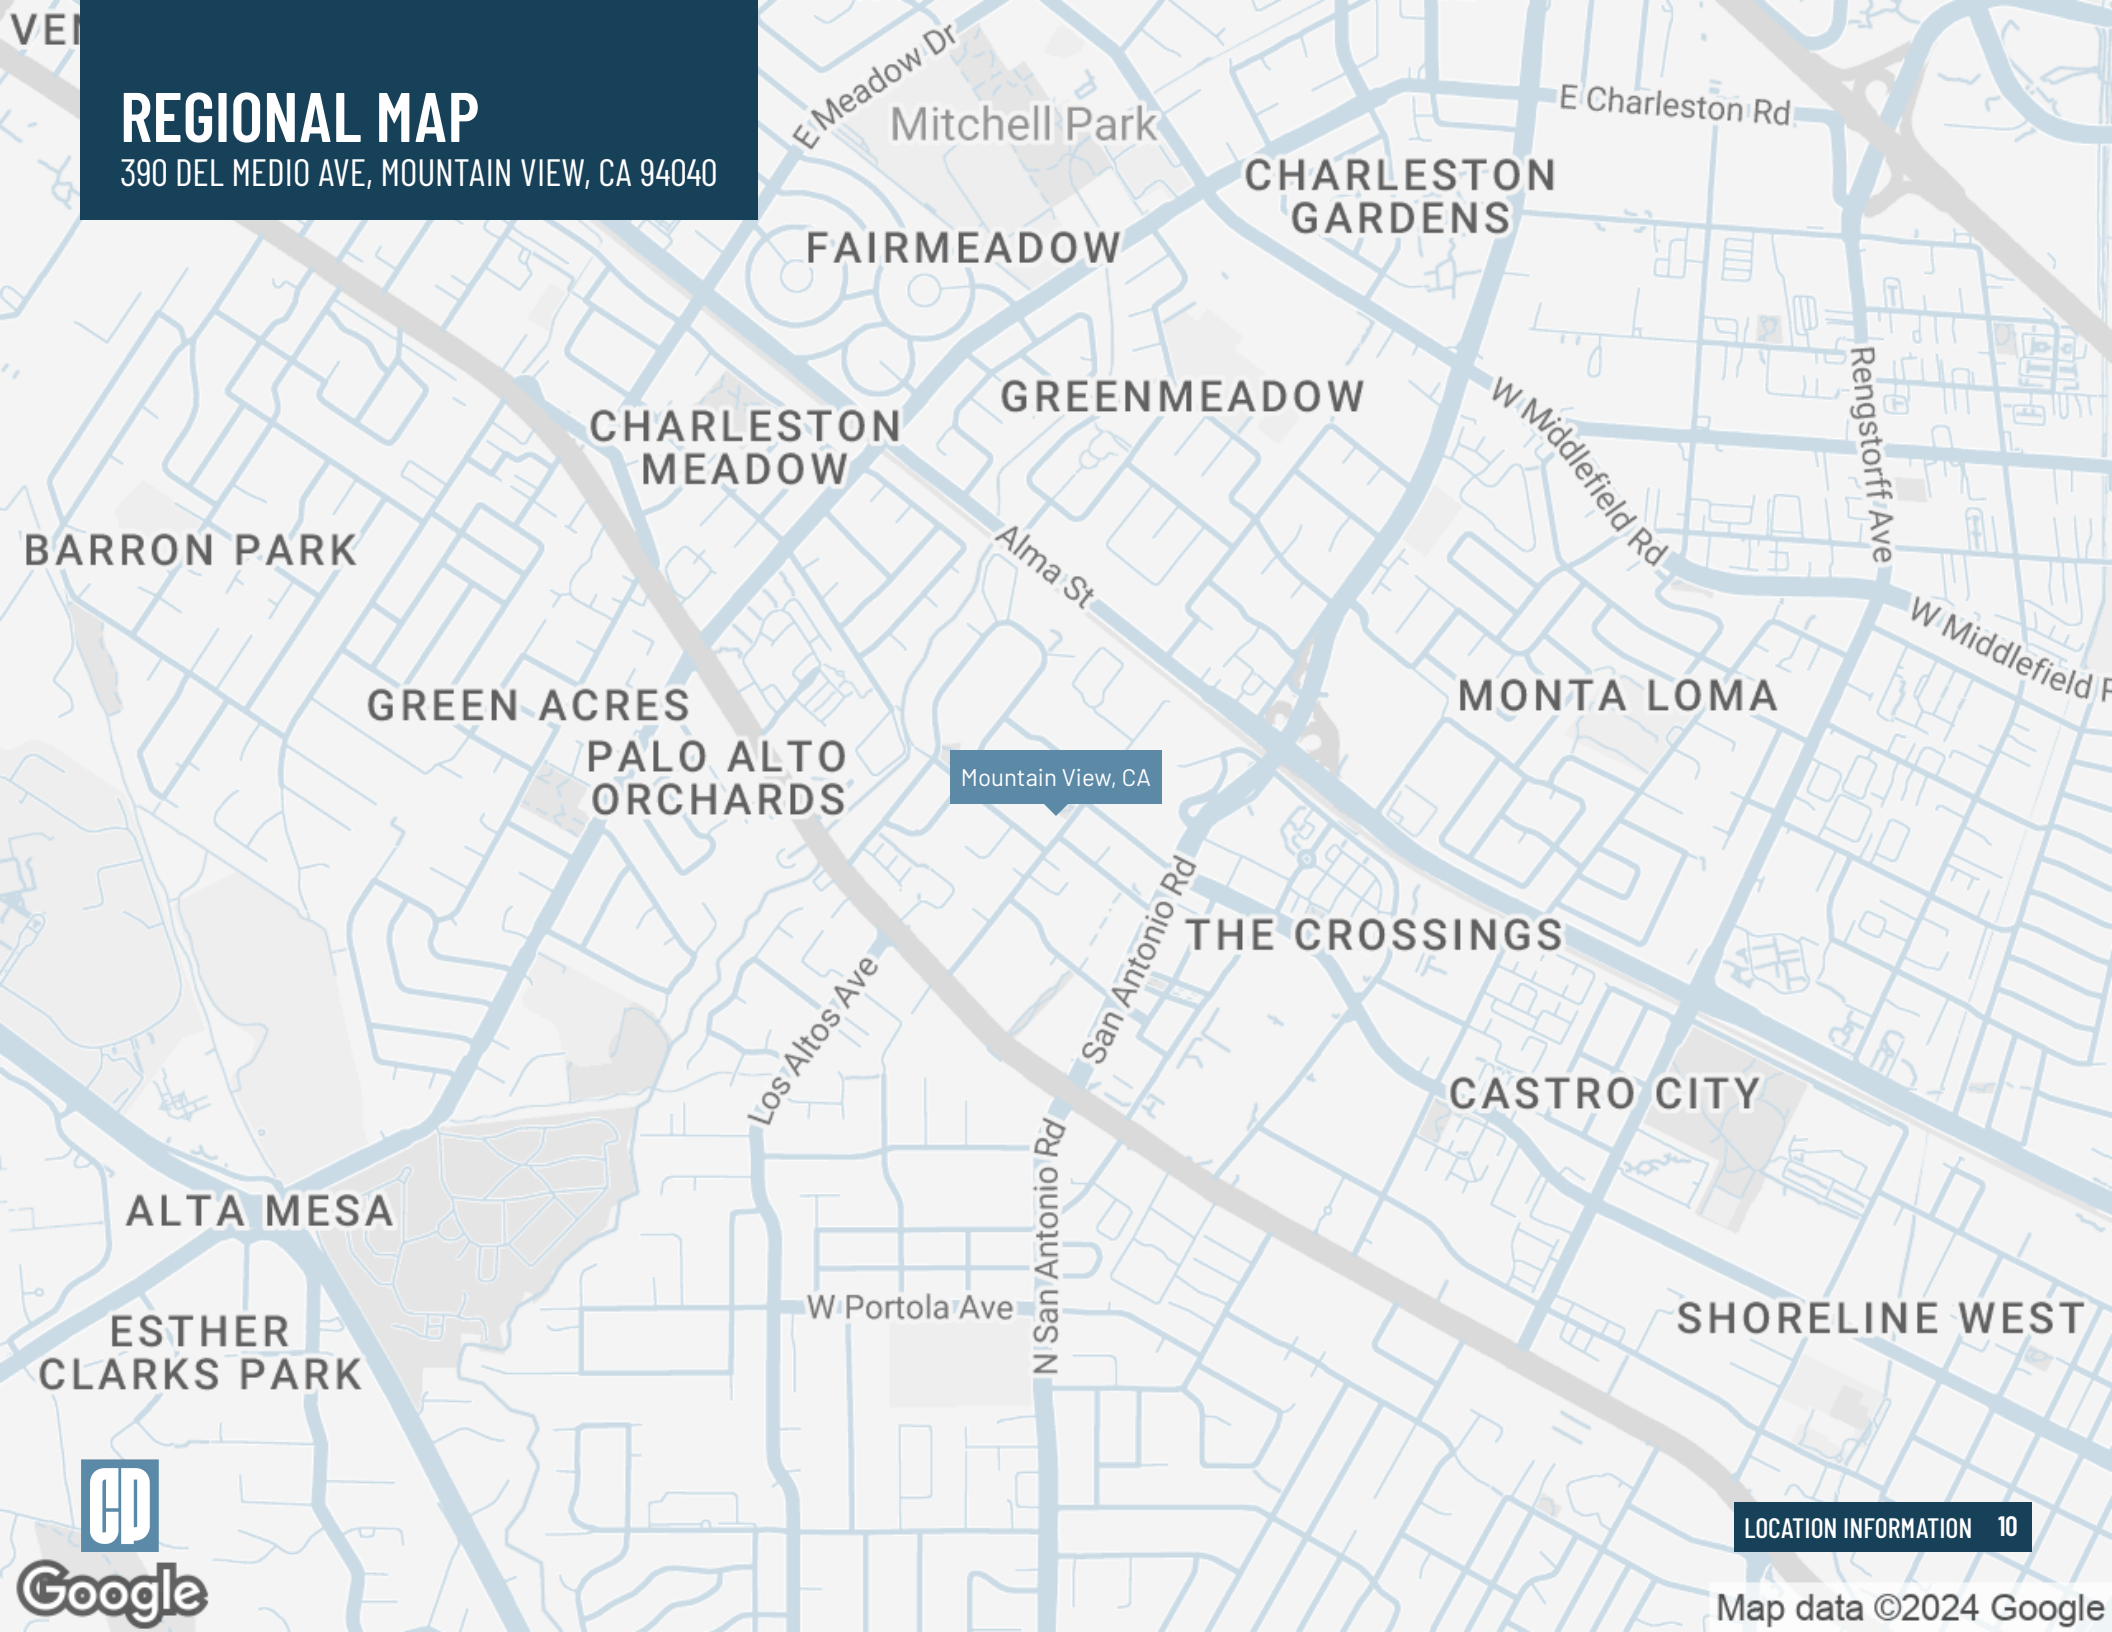 VE
REGIONAL MAP
390 DEL MEDIO AVE, MOUNTAIN VIEW, CA 94040
E Meadow Dr
Mitchell Park
E Charleston Rd
CHARLESTON
GARDENS
FAIRMEADOW
GREENMEADOW
W Middlefield Rd
Rengstorff Ave
CHARLESTON
MEADOW
BARRON PARK
Alma St
W Middlefield R
GREEN ACRES
MONTA LOMA
PALO ALTO
ORCHARDS
Mountain View, CA
San Antonio Rd
THE CROSSINGS
Los Altos Ave
CASTRO CITY
N San Antonio Rd
ALTA MESA
W Portola Ave
SHORELINE WEST
ESTHER
CLARKS PARK
CP
LOCATION INFORMATION 10
Google
Map data ©2024 Google